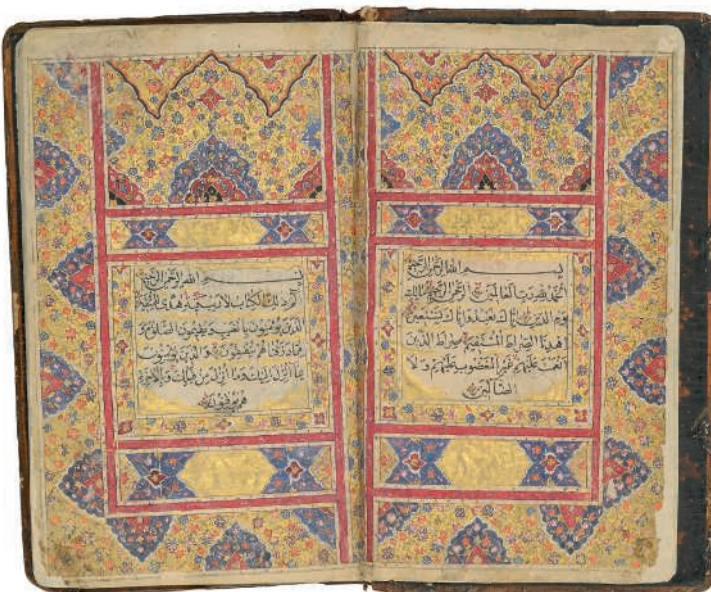 بسم الله الرحمن الرحيم
الحمد لله رب العالمين الرحمن الرحيم مالك
يوم الدين اياك نعبد واياك نستعين
اهدنا الصراط المستقيم صراط الذين
انعمت عليهم غير المغضوب عليهم ولا
الضالين
بسم الله الرحمن الرحيم
الم ذلك الكتاب لا ريب فيه هدى للمتقين
الذين يؤمنون بالغيب ويقيمون الصلوة و
مما رزقناهم ينفقون والذين يؤمنون
بما انزل اليك وما انزل من قبلك وبالاخرة
هم يوقنون